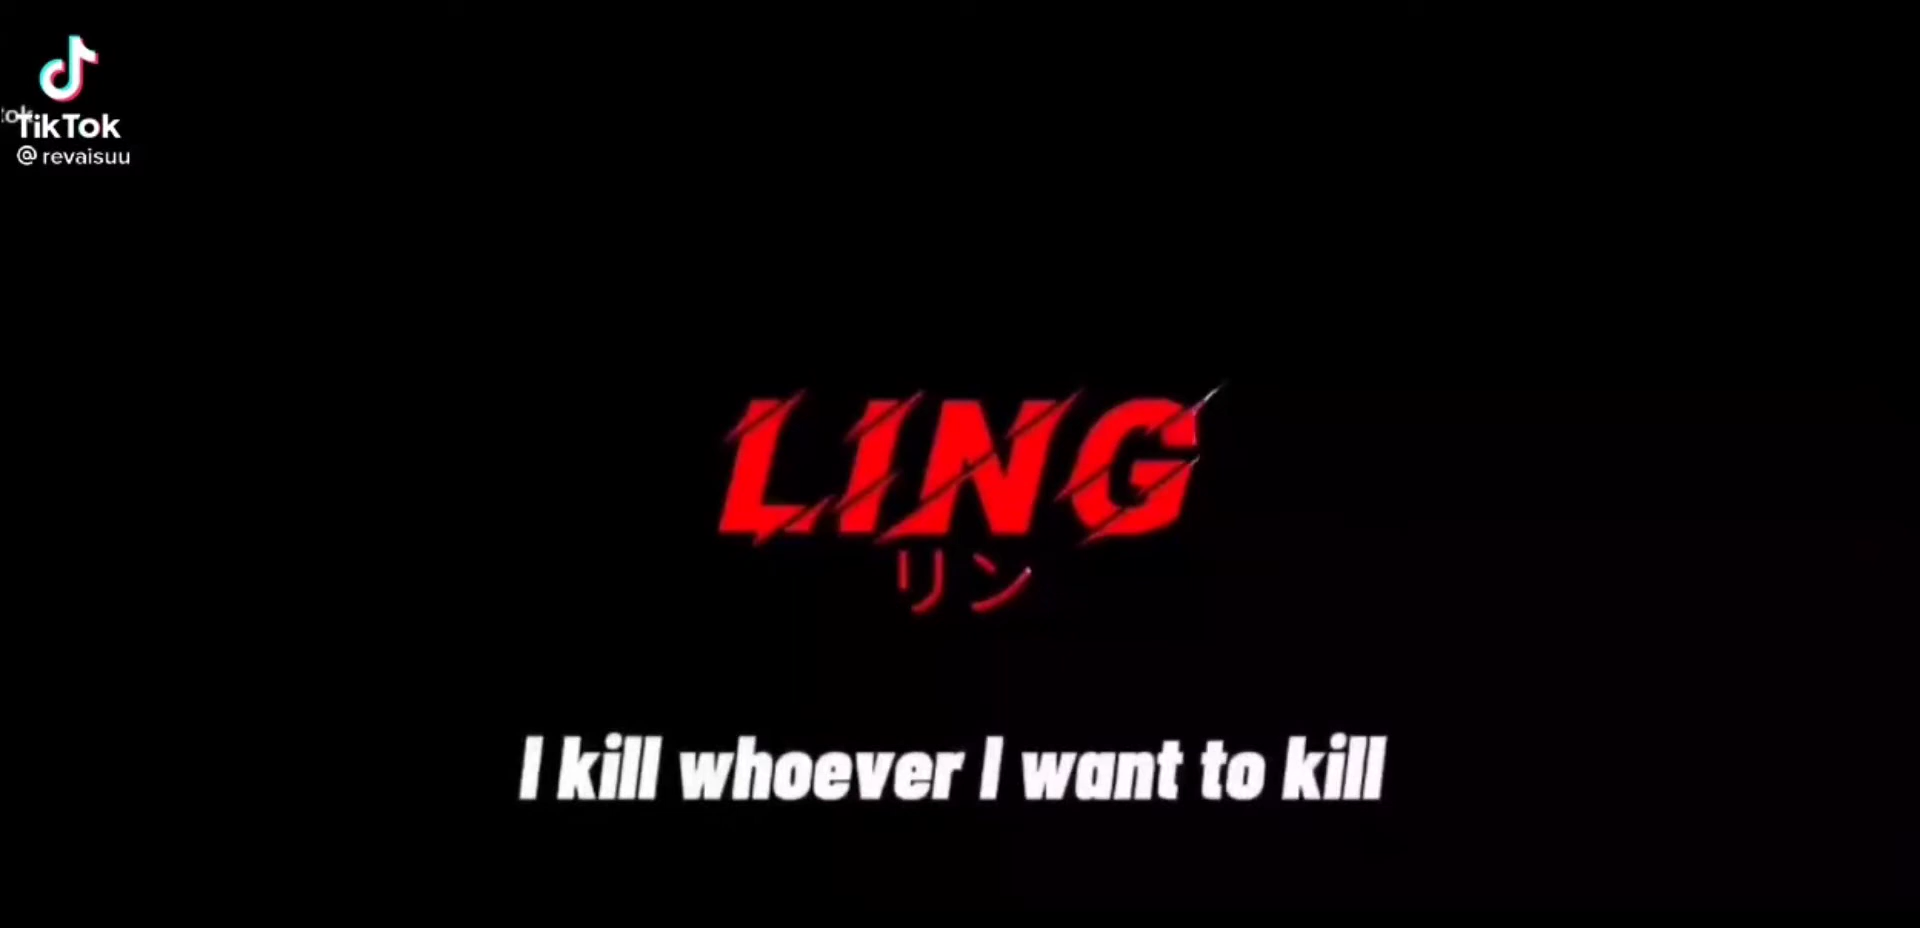 TikTok
@revaisuu
LING
リン
I kill whoever I want to kill